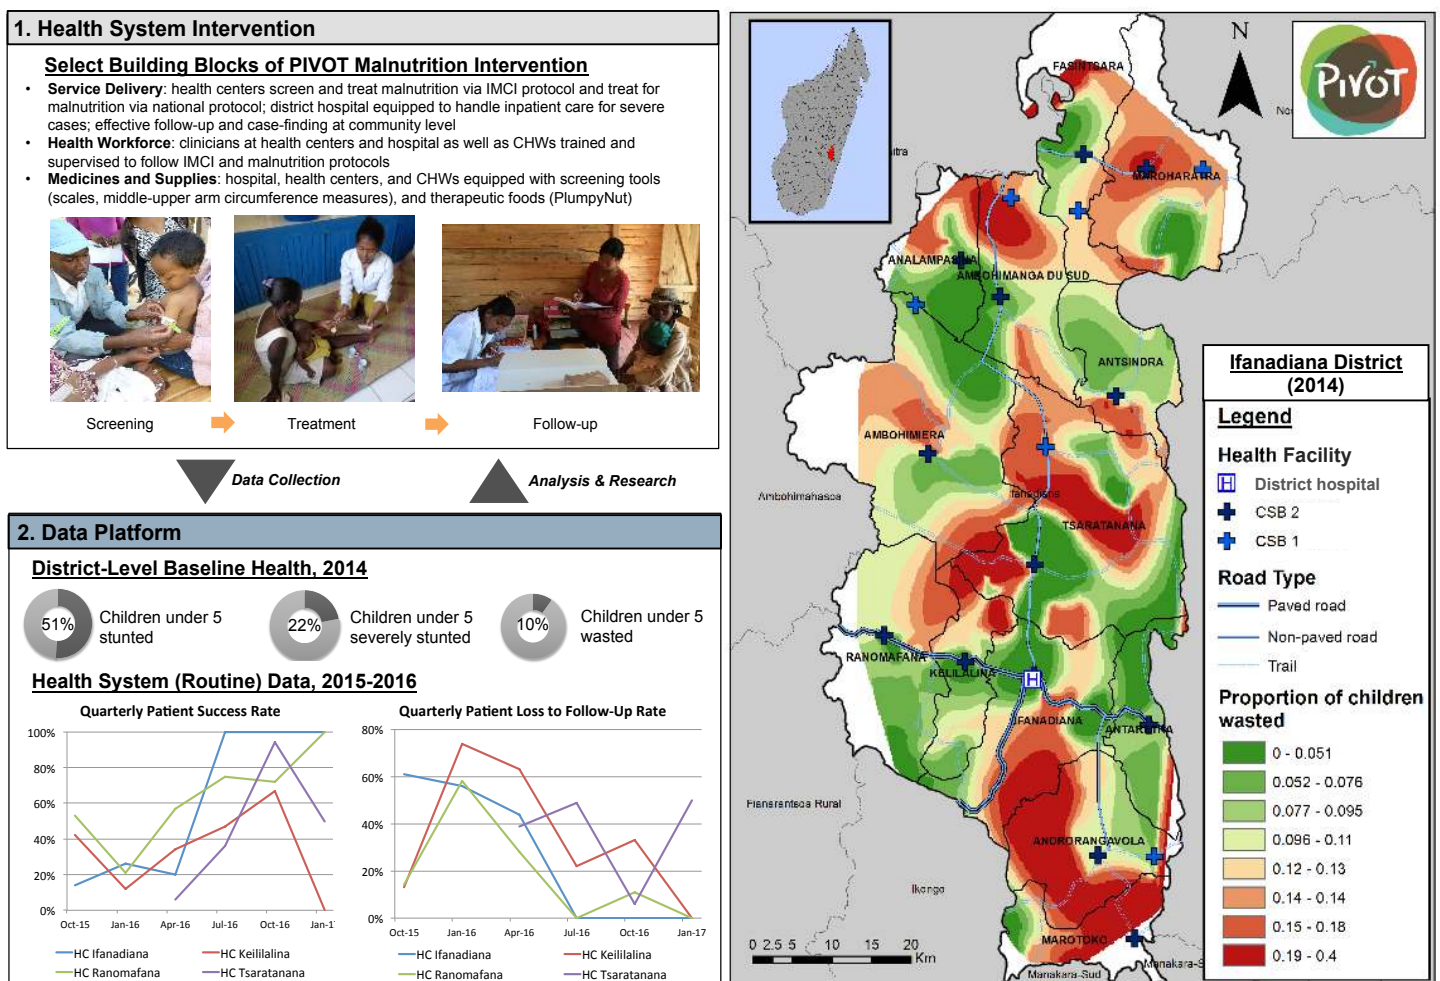 1. Health System Intervention
Select Building Blocks of PIVOT Malnutrition Intervention
• Service Delivery: health centers screen and treat malnutrition via IMCI protocol and treat for
malnutrition via national protocol; district hospital equipped to handle inpatient care for severe
cases; effective follow-up and case-finding at community level
• Health Workforce: clinicians at health centers and hospital as well as CHWs trained and
supervised to follow IMCI and malnutrition protocols
• Medicines and Supplies: hospital, health centers, and CHWs equipped with screening tools
(scales, middle-upper arm circumference measures), and therapeutic foods (PlumpyNut)
Screening
Treatment
Follow-up
Data Collection
Analysis & Research
2. Data Platform
District-Level Baseline Health, 2014
51%
Children under 5
stunted
22%
Children under 5
severely stunted
10%
Children under 5
wasted
Health System (Routine) Data, 2015-2016
Quarterly Patient Success Rate
100%
80%
60%
40%
20%
0%
Oct-15 Jan-16 Apr-16 Jul-16 Oct-16 Jan-1
HC Ifanadiana HC Keililalina
HC Ranomafana HC Tsaratanana
Quarterly Patient Loss to Follow-Up Rate
80%
60%
40%
20%
0%
Oct-15 Jan-16 Apr-16 Jul-16 Oct-16 Jan-17
HC Ifanadiana HC Keililalina
HC Ranomafana HC Tsaratanana
N
PIVOT
FASINTSARA
MAROHARATRA
ANALAMPASINA
AMBOHIMANGA DU SUD
ANTSINDRA
AMBOHIMIERA
Ambohimahasoa
Ifanadiana
TSARATANANA
RANOMAFANA
KELILALINA
H
IFANADIANA
Fianarantsoa Rural
ANDRORANGAVOLA
Ikongo
MAROTOKO
Manakara-Sud
Manakara-S
0 2.5 5 10 15 20
Km
Ifanadiana District
(2014)
Legend
Health Facility
H District hospital
CSB 2
CSB 1
Road Type
Paved road
Non-paved road
Trail
Proportion of children
wasted
0 - 0.051
0.052 - 0.076
0.077 - 0.095
0.096 - 0.11
0.12 - 0.13
0.14 - 0.14
0.15 - 0.18
0.19 - 0.4